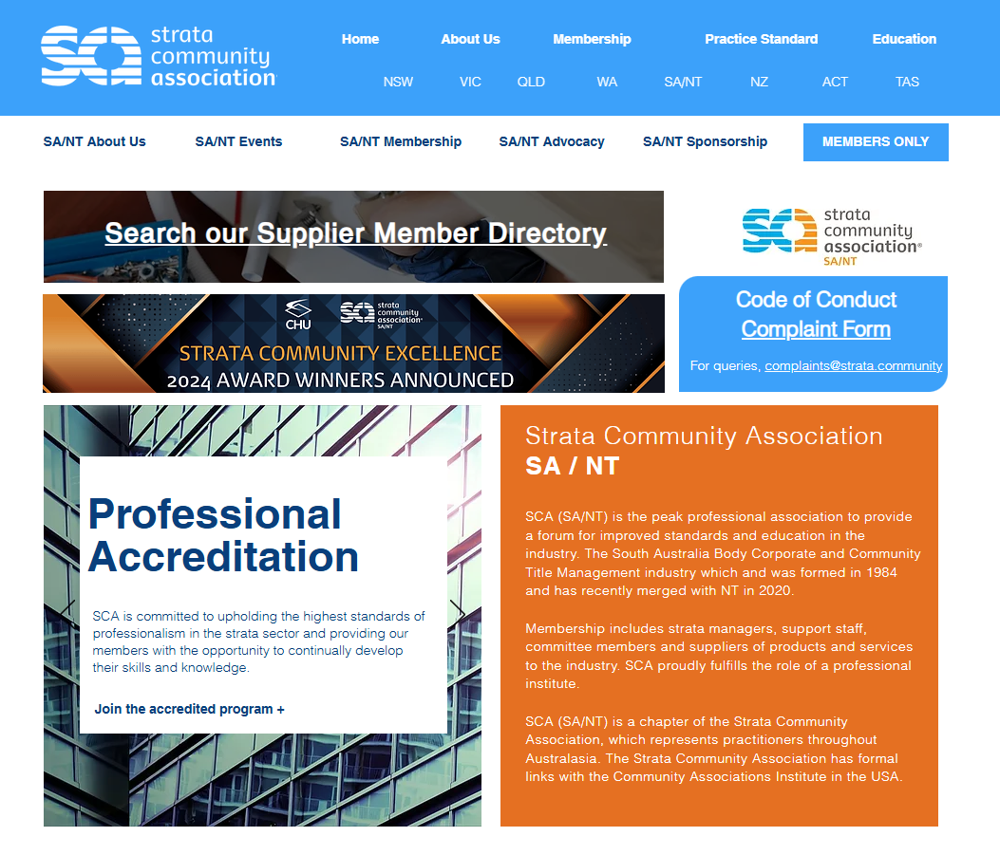 strata
community
association
Home About Us Membership Practice Standard Education
NSW VIC QLD WA SA/NT NZ ACT TAS
SA/NT About Us SA/NT Events SA/NT Membership SA/NT Advocacy SA/NT Sponsorship MEMBERS ONLY
Search our Supplier Member Directory
sca strata
community
association®
SA/NT
Code of Conduct
Complaint Form
For queries, complaints@strata.community
CHU
sca strata
community
association
SA/NT
STRATA COMMUNITY EXCELLENCE
2024 AWARD WINNERS ANNOUNCED
Professional
Accreditation
SCA is committed to upholding the highest standards of
professionalism in the strata sector and providing our
members with the opportunity to continually develop
their skills and knowledge.
Join the accredited program +
Strata Community Association
SA / NT
SCA (SA/NT) is the peak professional association to provide
a forum for improved standards and education in the
industry. The South Australia Body Corporate and Community
Title Management industry which and was formed in 1984
and has recently merged with NT in 2020.
Membership includes strata managers, support staff,
committee members and suppliers of products and services
to the industry. SCA proudly fulfills the role of a professional
institute.
SCA (SA/NT) is a chapter of the Strata Community
Association, which represents practitioners throughout
Australasia. The Strata Community Association has formal
links with the Community Associations Institute in the USA.